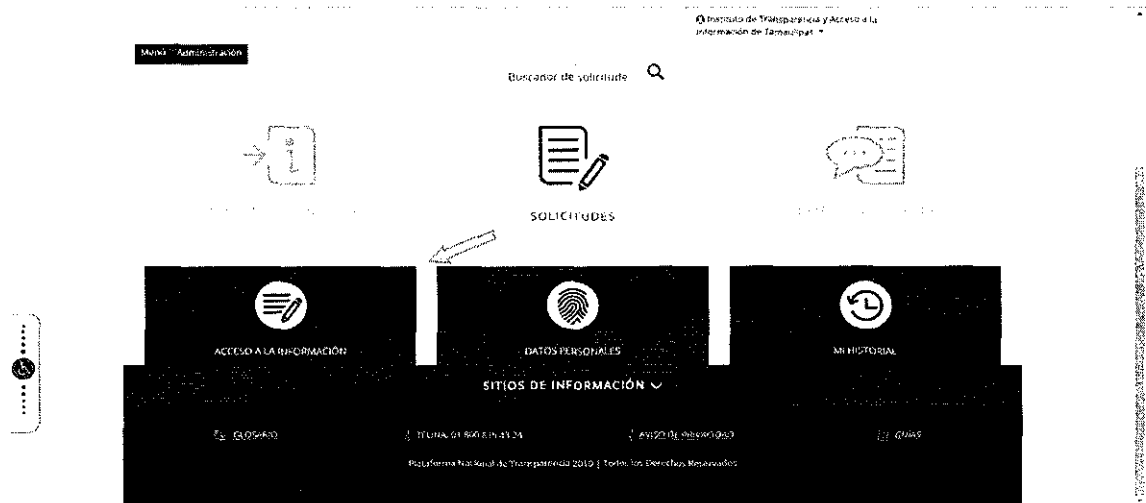 Instituto de Transparencia y Acceso a la
información de Tamaulipas
Menú Administración
Buscador de solicitude
SOLICITUDES
ACCESO A LA INFORMACIÓN
DATOS PERSONALES
MI HISTORIAL
SITIOS DE INFORMACIÓN
GLOSARIO
AVISO DE PRIVACIDAD
GUÍAS
Plataforma Nacional de Transparencia 2019 | Todos los Derechos Reservados